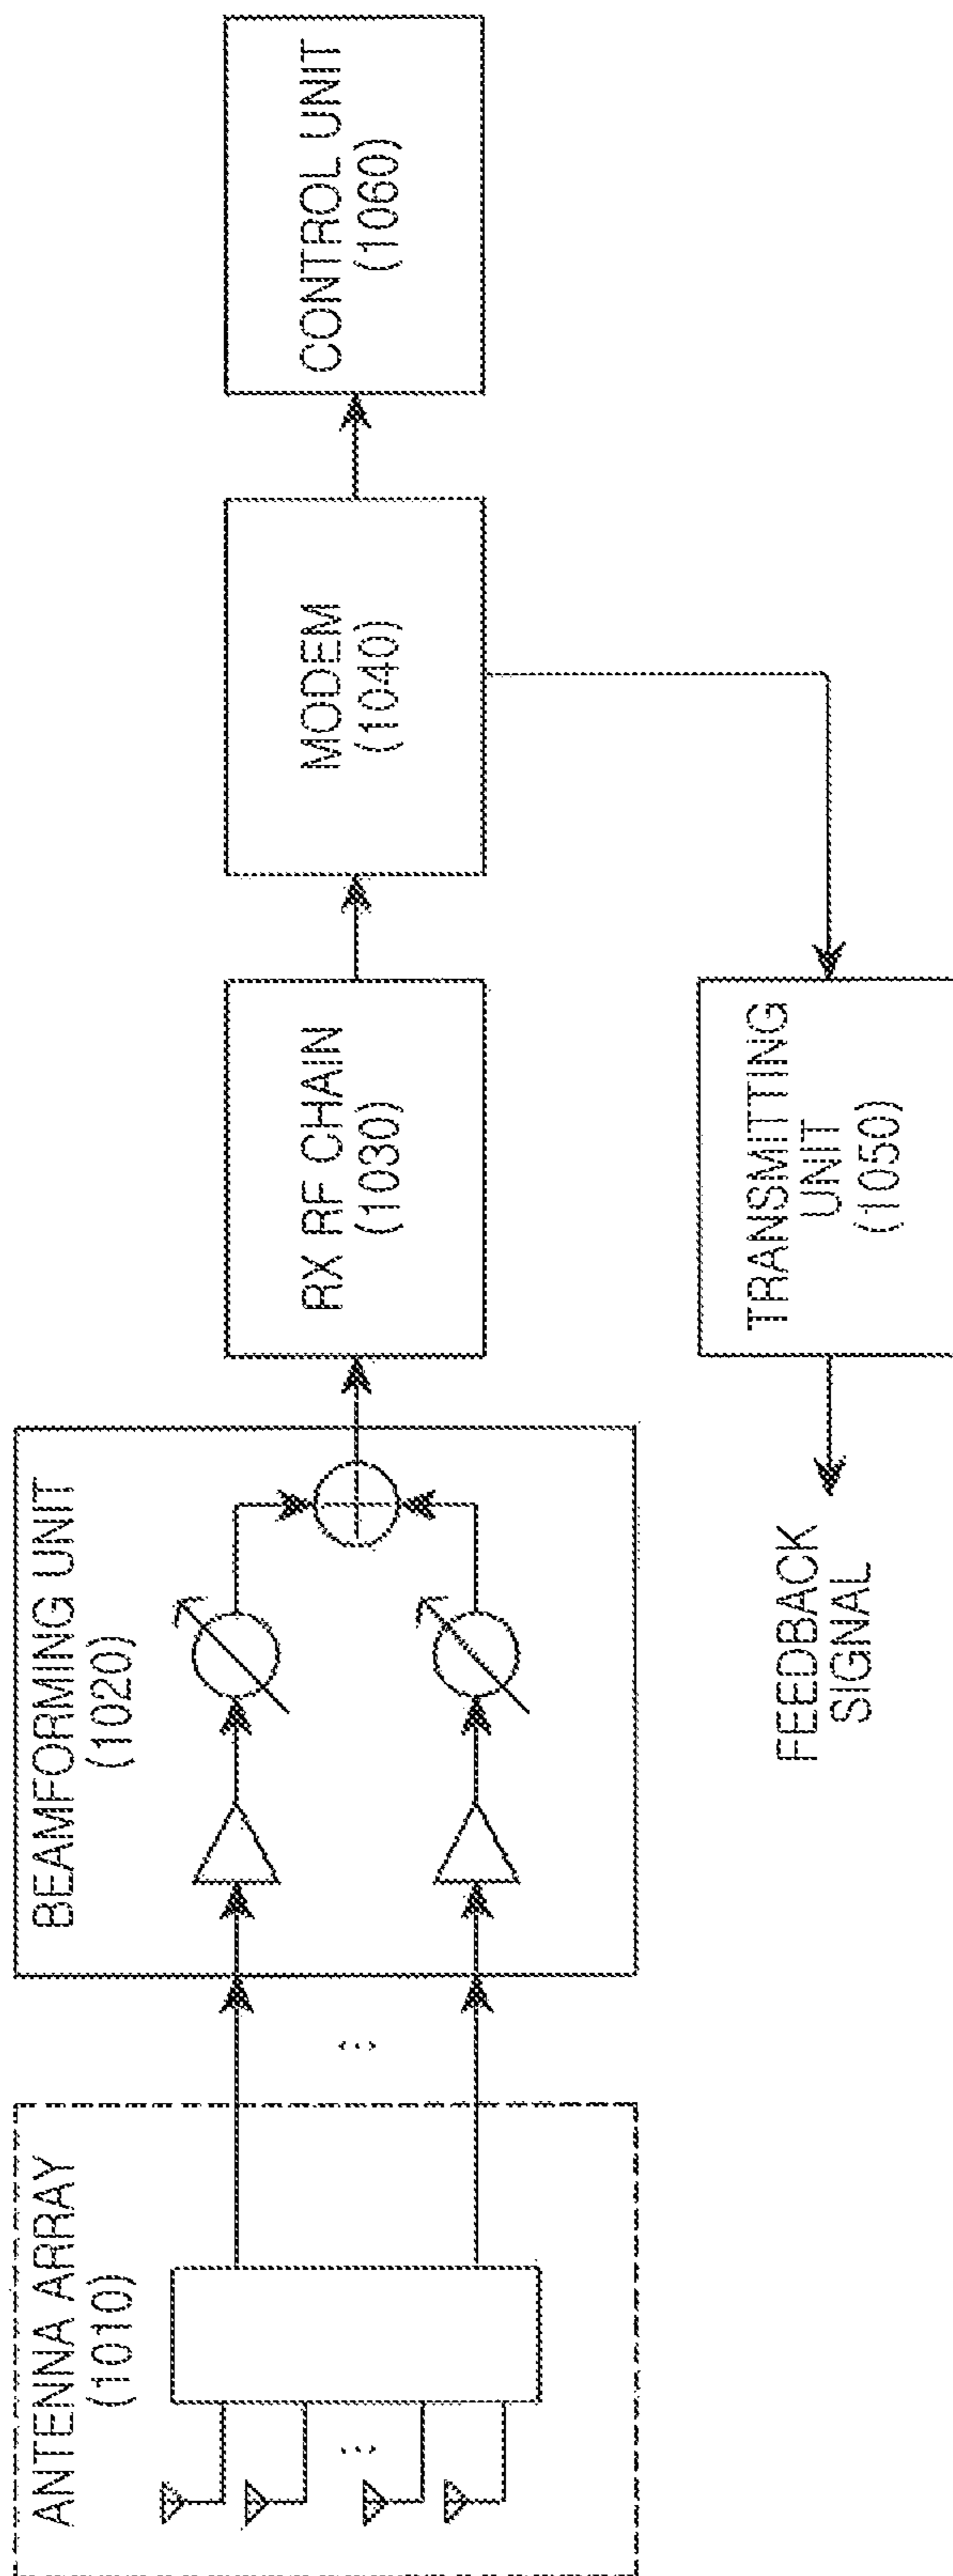 ANTENNA ARRAY
(1010)
BEAMFORMING UNIT
(1020)
RX RF CHAIN
(1030)
MODEM
(1040)
CONTROL UNIT
(1060)
FEEDBACK
SIGNAL
TRANSMITTING
UNIT
(1050)